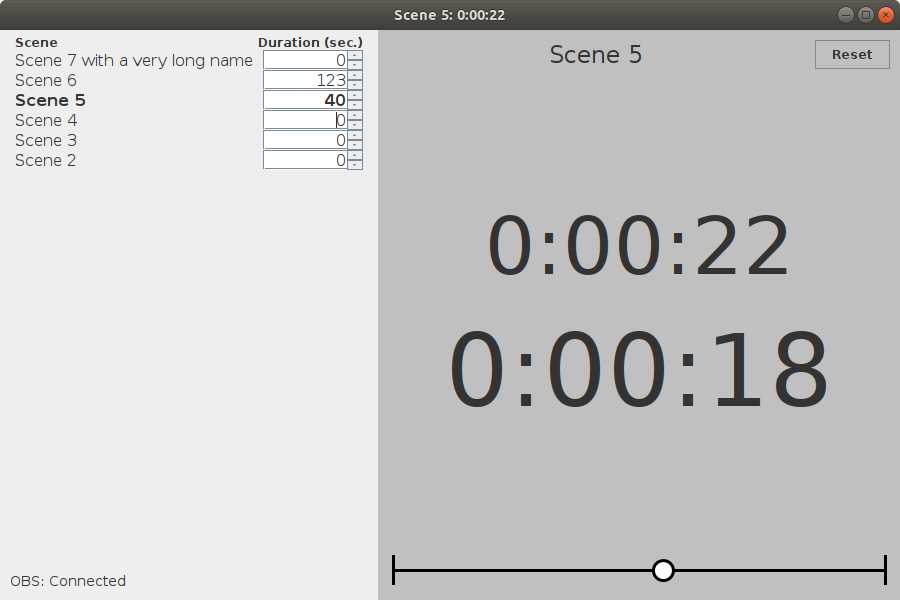 Scene 5: 0:00:22
Scene Duration (sec.)
Scene 7 with a very long name 0
Scene 6 123
Scene 5 40
Scene 4 0
Scene 3 0
Scene 2 0
OBS: Connected
Scene 5
Reset
0:00:22
0:00:18